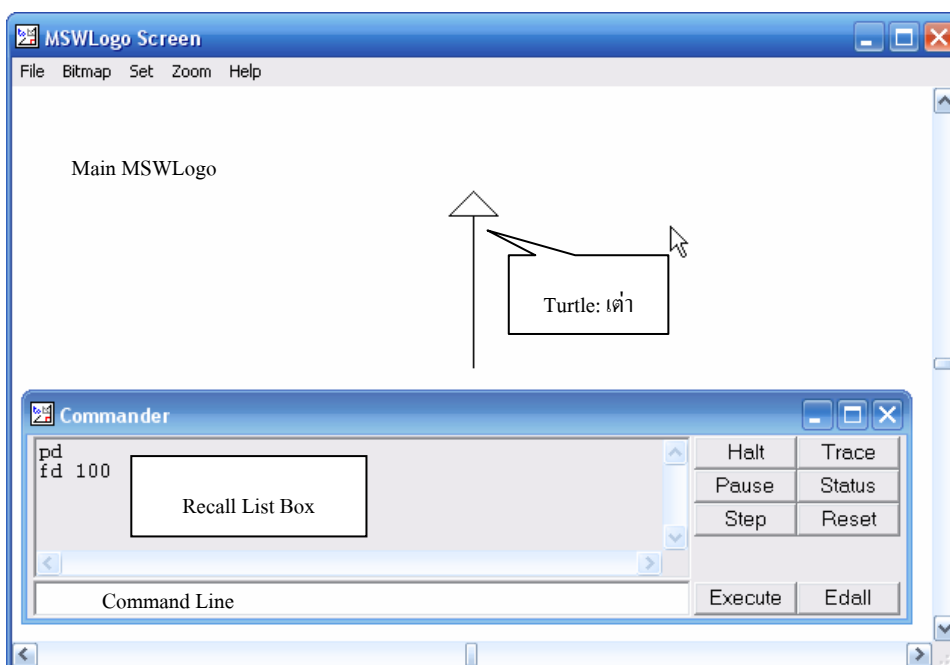 MSWLogo Screen
File Bitmap Set Zoom Help
Main MSWLogo
Turtle: เต่า
Commander
pd
fd 100
Recall List Box
Halt Trace
Pause Status
Step Reset
Command Line
Execute Edall